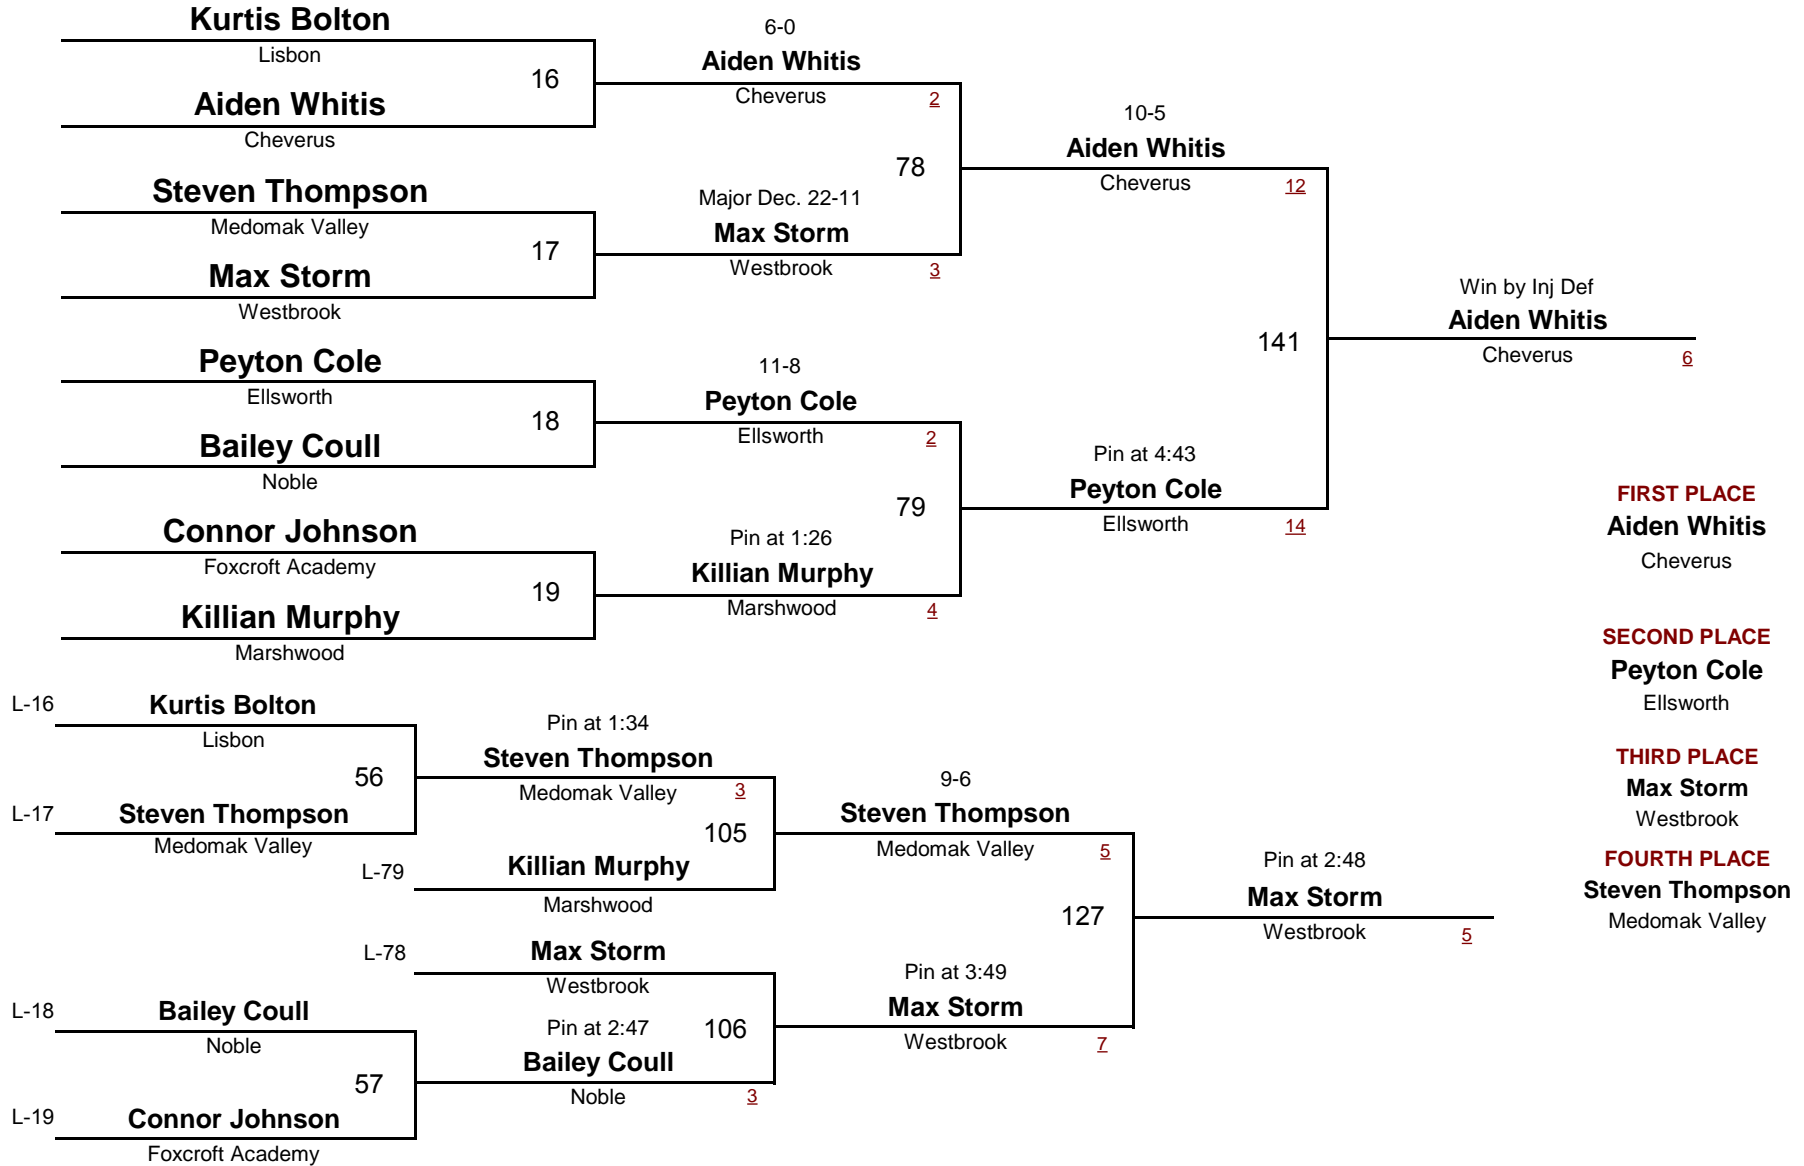 Kurtis Bolton
Lisbon
16
Aiden Whitis
Cheverus
6-0
Aiden Whitis
Cheverus
2
Steven Thompson
Medomak Valley
17
Max Storm
Westbrook
Major Dec. 22-11
Max Storm
Westbrook
3
78
10-5
Aiden Whitis
Cheverus
12
Peyton Cole
Ellsworth
18
Bailey Coull
Noble
11-8
Peyton Cole
Ellsworth
2
Connor Johnson
Foxcroft Academy
19
Killian Murphy
Marshwood
Pin at 1:26
Killian Murphy
Marshwood
4
79
Pin at 4:43
Peyton Cole
Ellsworth
14
141
Win by Inj Def
Aiden Whitis
Cheverus
6
FIRST PLACE
Aiden Whitis
Cheverus
SECOND PLACE
Peyton Cole
Ellsworth
THIRD PLACE
Max Storm
Westbrook
FOURTH PLACE
Steven Thompson
Medomak Valley
L-16
Kurtis Bolton
Lisbon
56
L-17
Steven Thompson
Medomak Valley
Pin at 1:34
Steven Thompson
Medomak Valley
3
105
L-79
Killian Murphy
Marshwood
9-6
Steven Thompson
Medomak Valley
5
L-78
Max Storm
Westbrook
106
L-18
Bailey Coull
Noble
57
L-19
Connor Johnson
Foxcroft Academy
Pin at 2:47
Bailey Coull
Noble
3
Pin at 3:49
Max Storm
Westbrook
7
127
Pin at 2:48
Max Storm
Westbrook
5